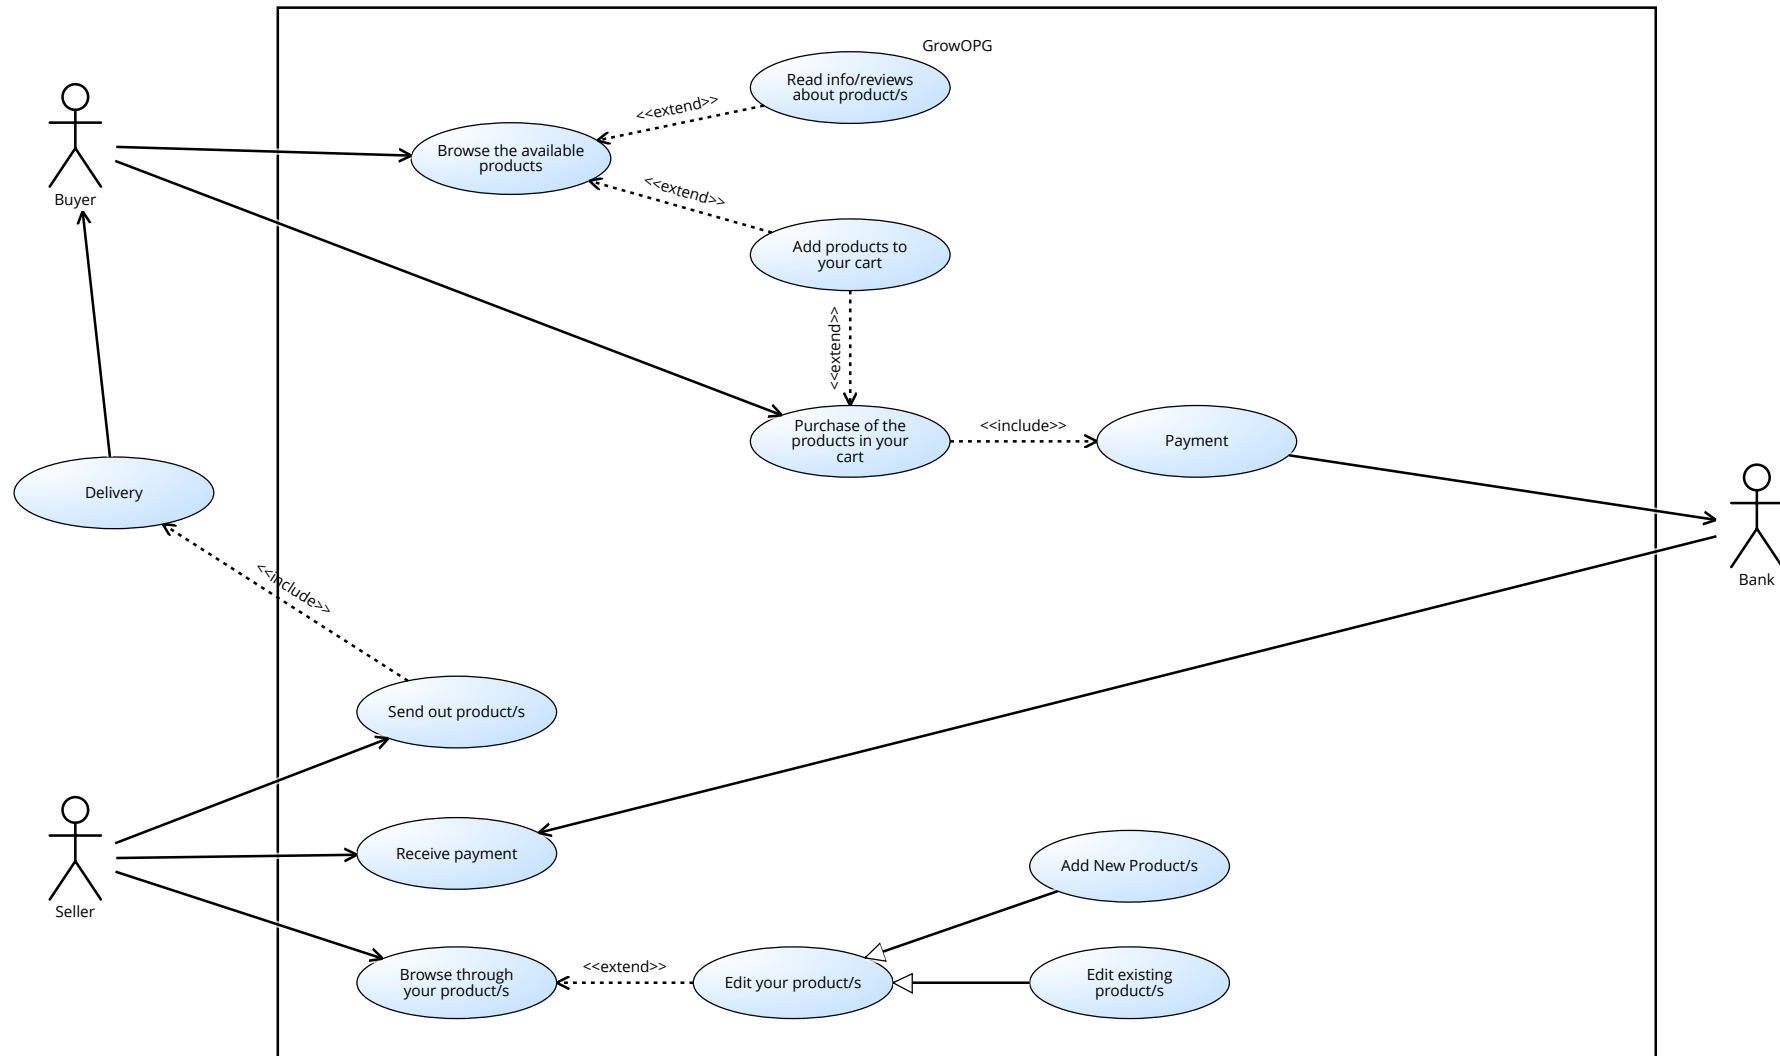 GrowOPG
Read info/reviews
about product/s
<<extend>>
Browse the available
products
<<extend>>
Buyer
Add products to
your cart
<<extend>>
Purchase of the
products in your
cart
<<include>>
Payment
Delivery
Bank
<<include>>
Send out product/s
Receive payment
Add New Product/s
Seller
Browse through
your product/s
<<extend>>
Edit your product/s
Edit existing
product/s